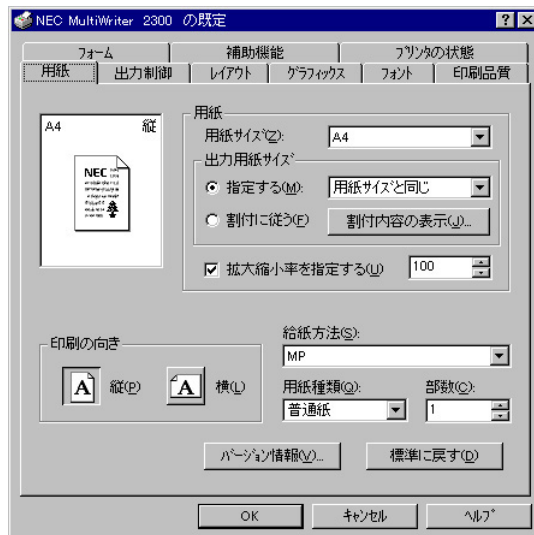 NEC MultiWriter 2300 の既定
フォーム 補助機能 プリンタの状態
用紙 出力制御 レイアウト グラフィックス フォント 印刷品質
A4 縦
NEC
用紙
用紙サイズ(Z): A4
出力用紙サイズ
指定する(M): 用紙サイズと同じ
割付に従う(F) 割付内容の表示(J)...
拡大縮小率を指定する(U) 100
印刷の向き
A 縦(P) A 横(L)
給紙方法(S):
MP
用紙種類(Q): 部数(C):
普通紙 1
バージョン情報(V)... 標準に戻す(D)
OK キャンセル ヘルプ